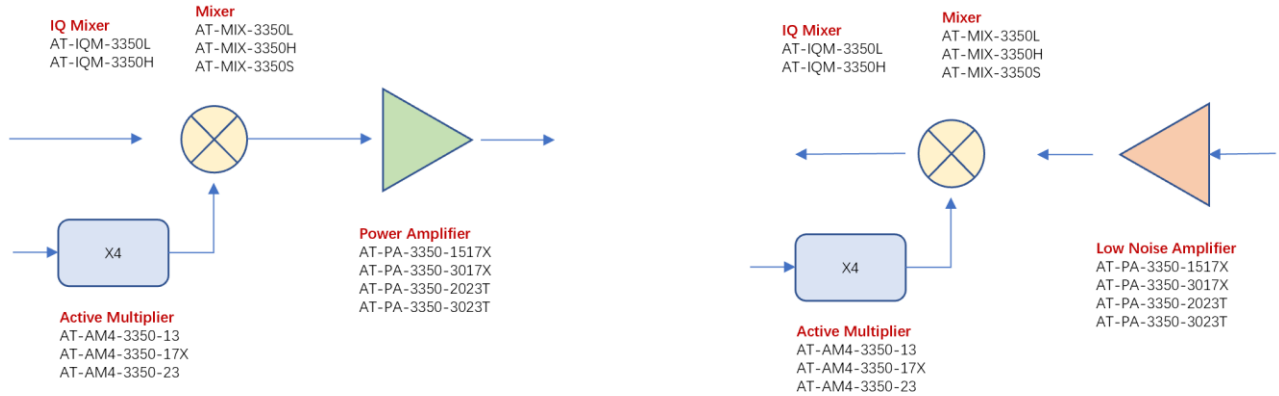 IQ Mixer
AT-IQM-3350L
AT-IQM-3350H
Mixer
AT-MIX-3350L
AT-MIX-3350H
AT-MIX-3350S
X4
Power Amplifier
AT-PA-3350-1517X
AT-PA-3350-3017X
AT-PA-3350-2023T
AT-PA-3350-3023T
Active Multiplier
AT-AM4-3350-13
AT-AM4-3350-17X
AT-AM4-3350-23
IQ Mixer
AT-IQM-3350L
AT-IQM-3350H
Mixer
AT-MIX-3350L
AT-MIX-3350H
AT-MIX-3350S
X4
Low Noise Amplifier
AT-PA-3350-1517X
AT-PA-3350-3017X
AT-PA-3350-2023T
AT-PA-3350-3023T
Active Multiplier
AT-AM4-3350-13
AT-AM4-3350-17X
AT-AM4-3350-23